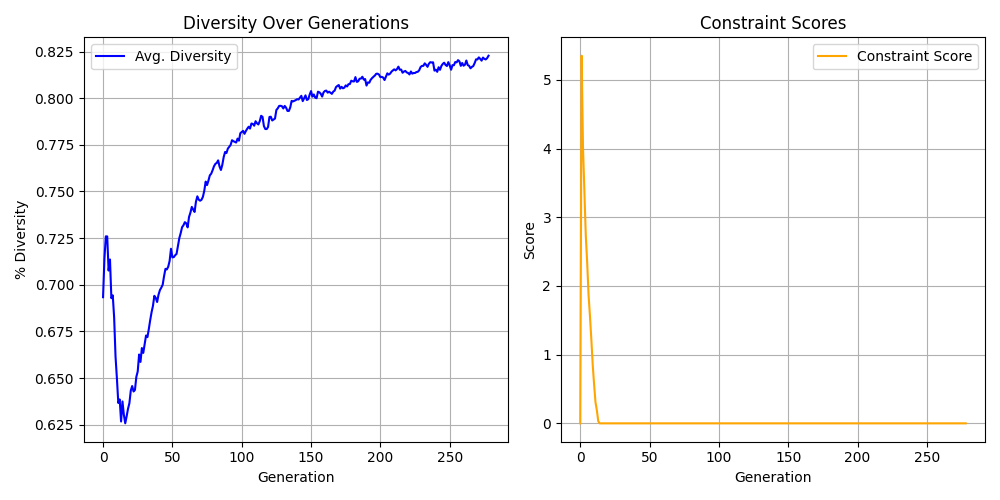 Diversity Over Generations
Avg. Diversity
0.825
0.800
0.775
0.750
0.725
0.700
0.675
0.650
0.625
% Diversity
0 50 100 150 200 250
Generation
Constraint Scores
Constraint Score
5
4
3
2
1
0
Score
0 50 100 150 200 250
Generation